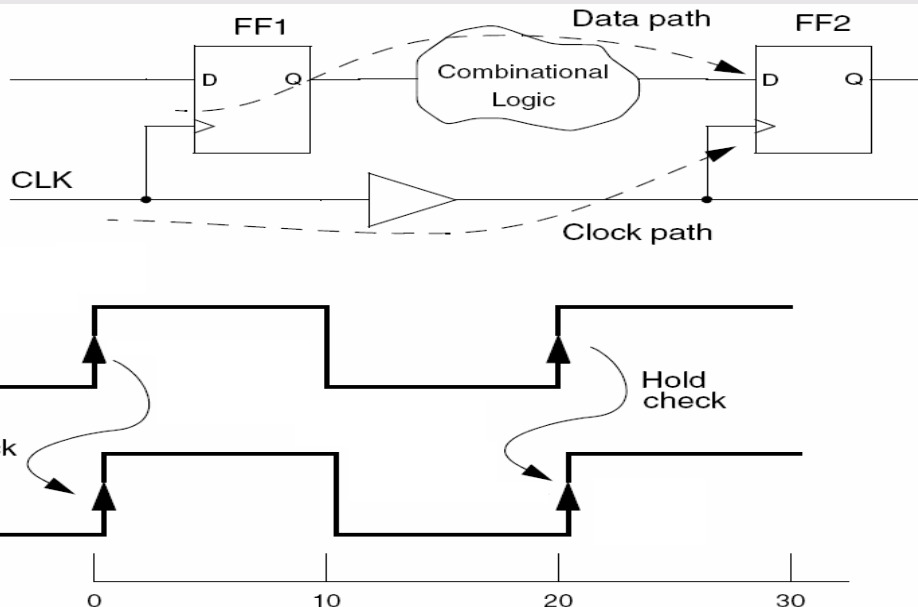 Data path
FF1
FF2
D
Q
Combinational
Logic
D
Q
CLK
Clock path
Hold
check
0
10
20
30